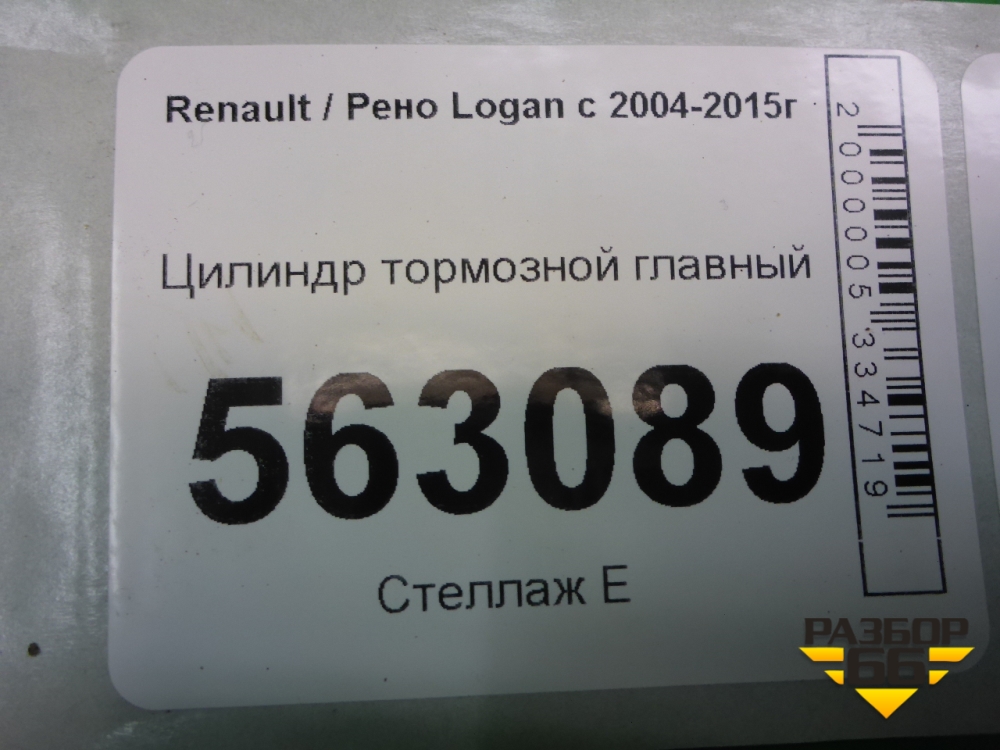 Renault / Рено Logan с 2004-2015г
Цилиндр тормозной главный
563089
Стеллаж Е
2000005334719
РАЗБОР
66